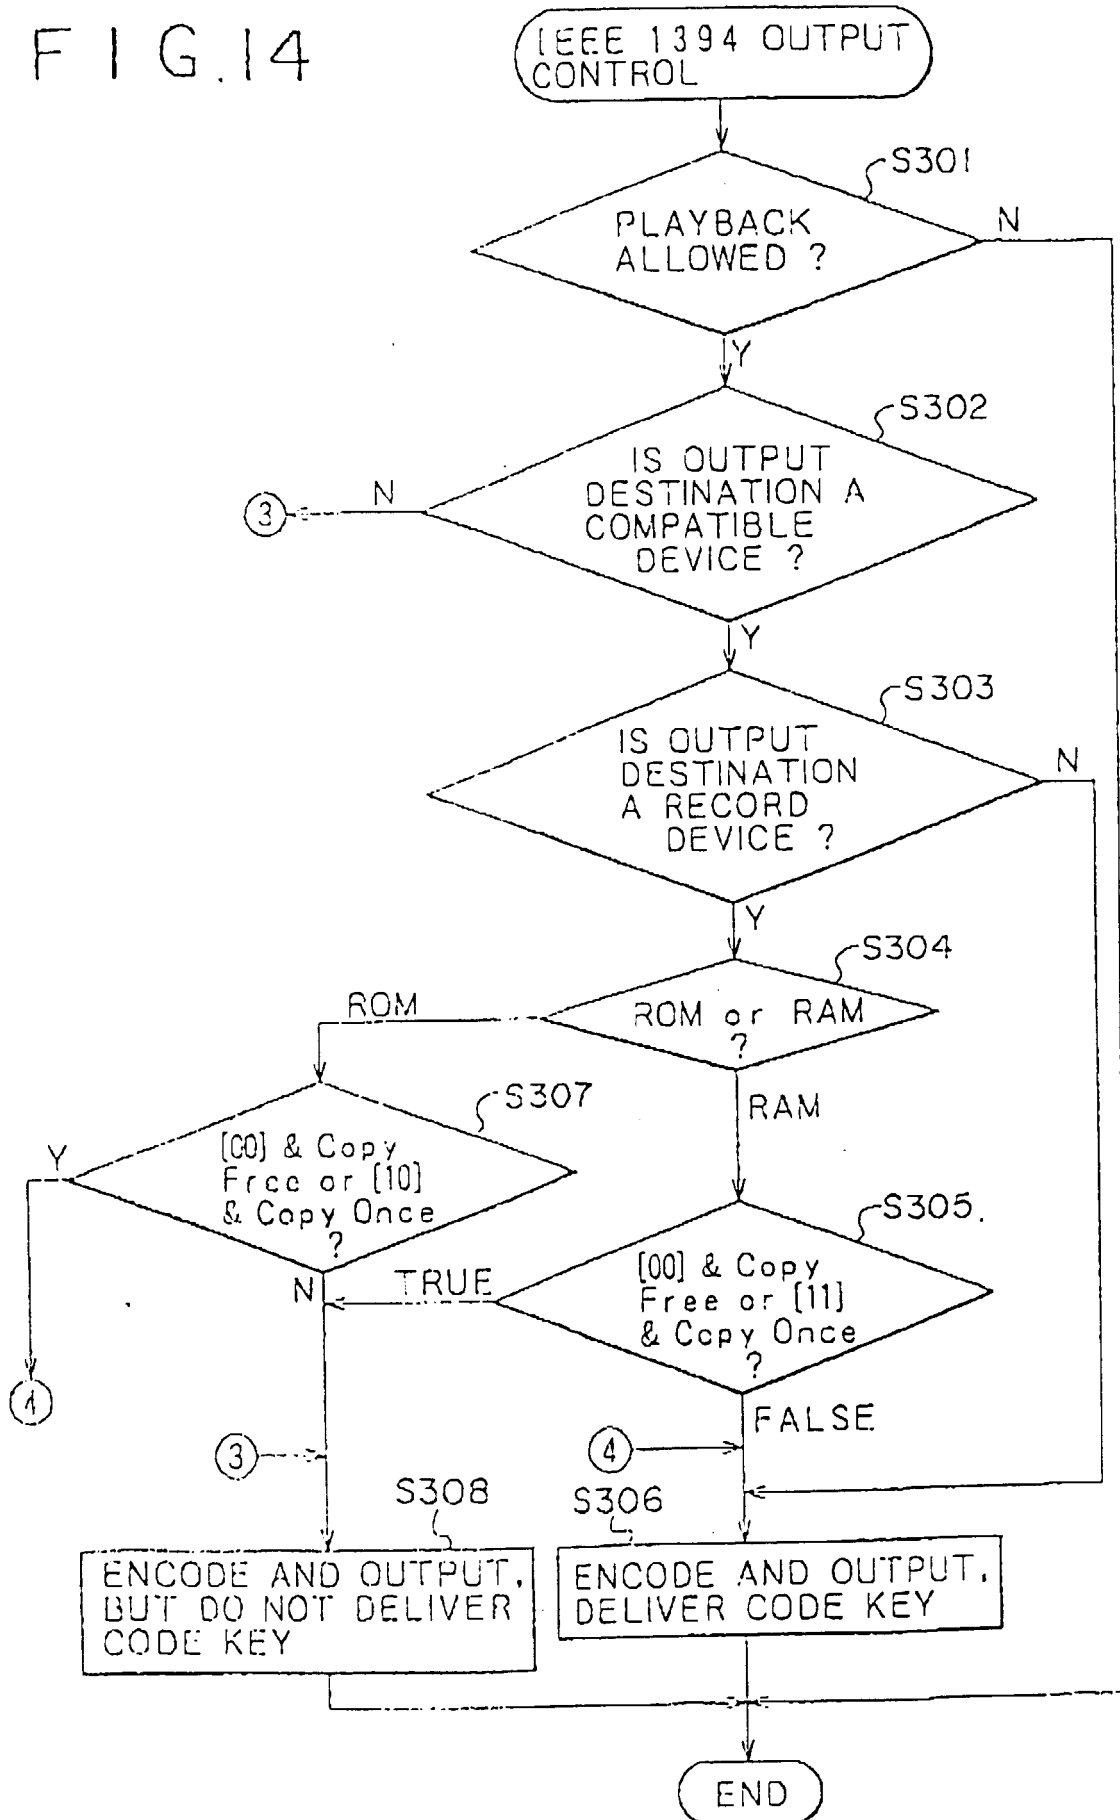 FIG.14
IEEE 1394 OUTPUT
CONTROL
S301
PLAYBACK
ALLOWED ?
N
Y
S302
IS OUTPUT
DESTINATION A
COMPATIBLE
DEVICE ?
N
3
Y
S303
IS OUTPUT
DESTINATION
A RECORD
DEVICE ?
N
Y
S304
ROM or RAM
?
ROM
RAM
S307
[00] & Copy
Free or [10]
& Copy Once
?
Y
N
4
S305.
[00] & Copy
Free or [11]
& Copy Once
?
TRUE
FALSE
3
4
S308
ENCODE AND OUTPUT,
BUT DO NOT DELIVER
CODE KEY
S306
ENCODE AND OUTPUT,
DELIVER CODE KEY
END